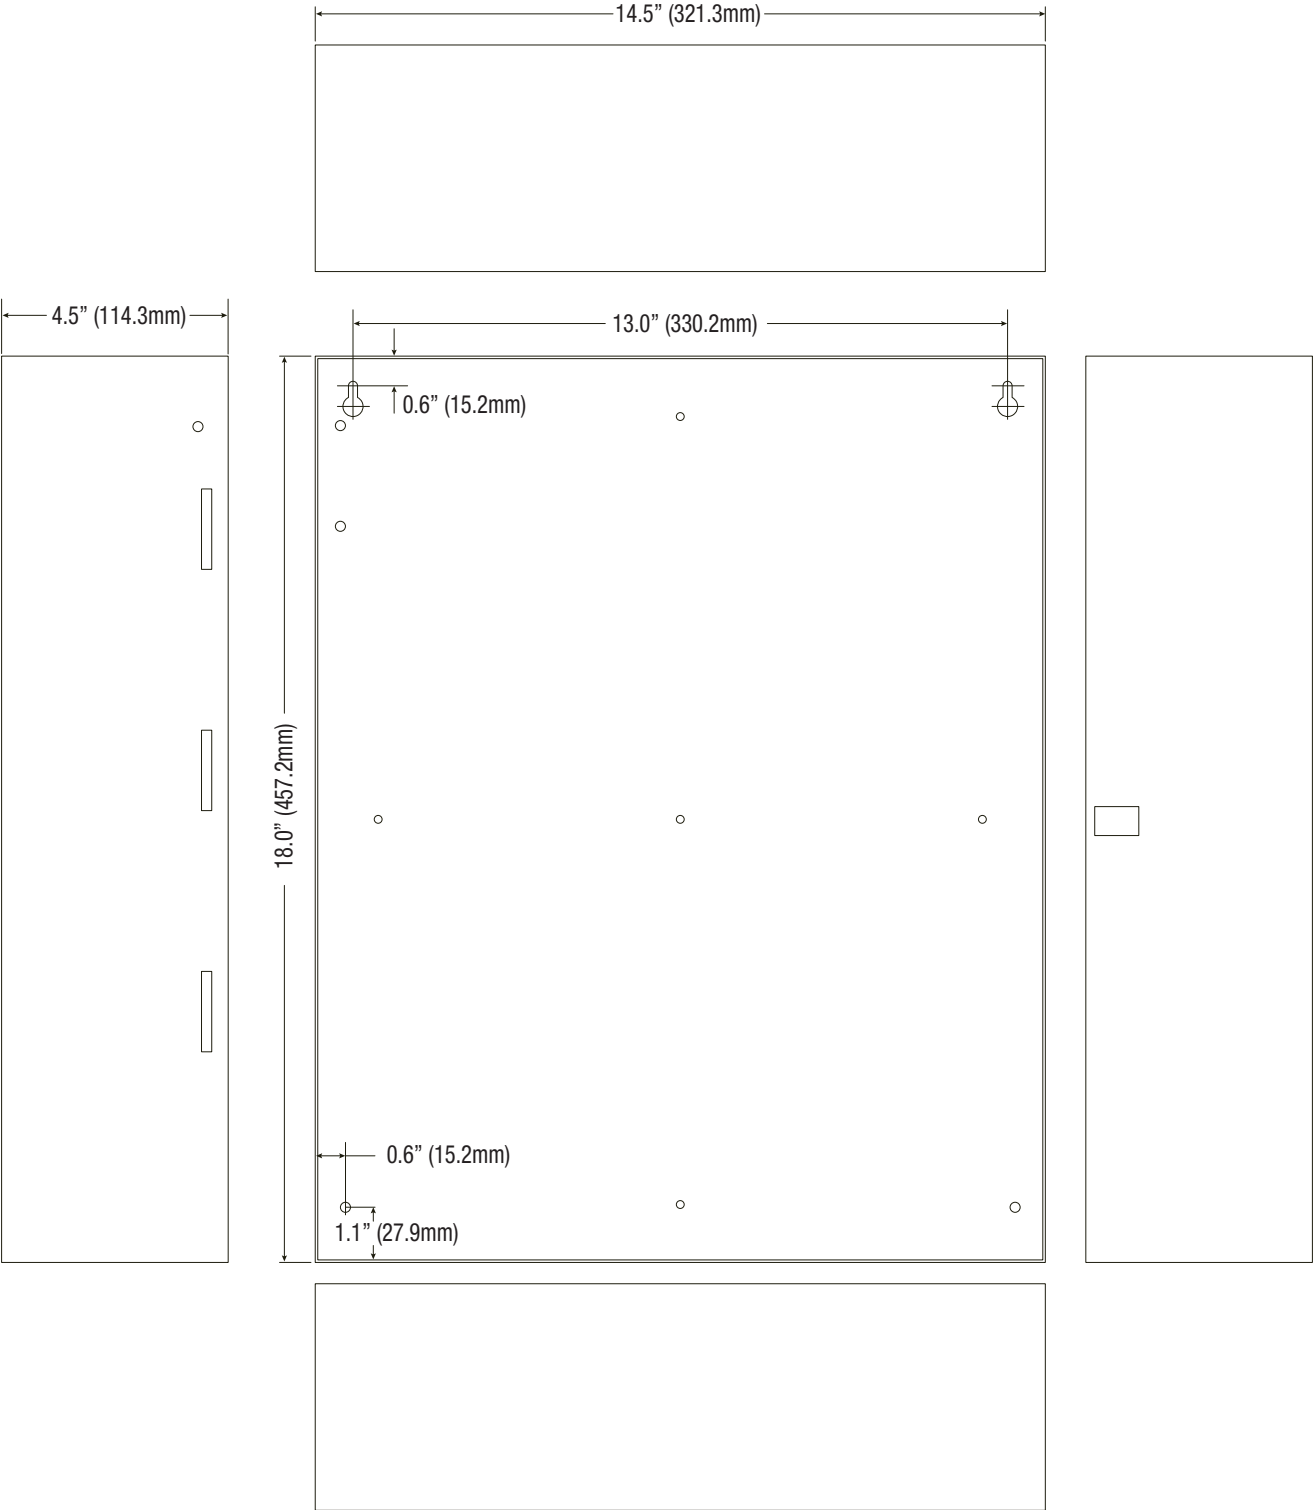 14.5” (321.3mm)
4.5” (114.3mm)
13.0” (330.2mm)
0.6” (15.2mm)
18.0” (457.2mm)
0.6” (15.2mm)
1.1” (27.9mm)